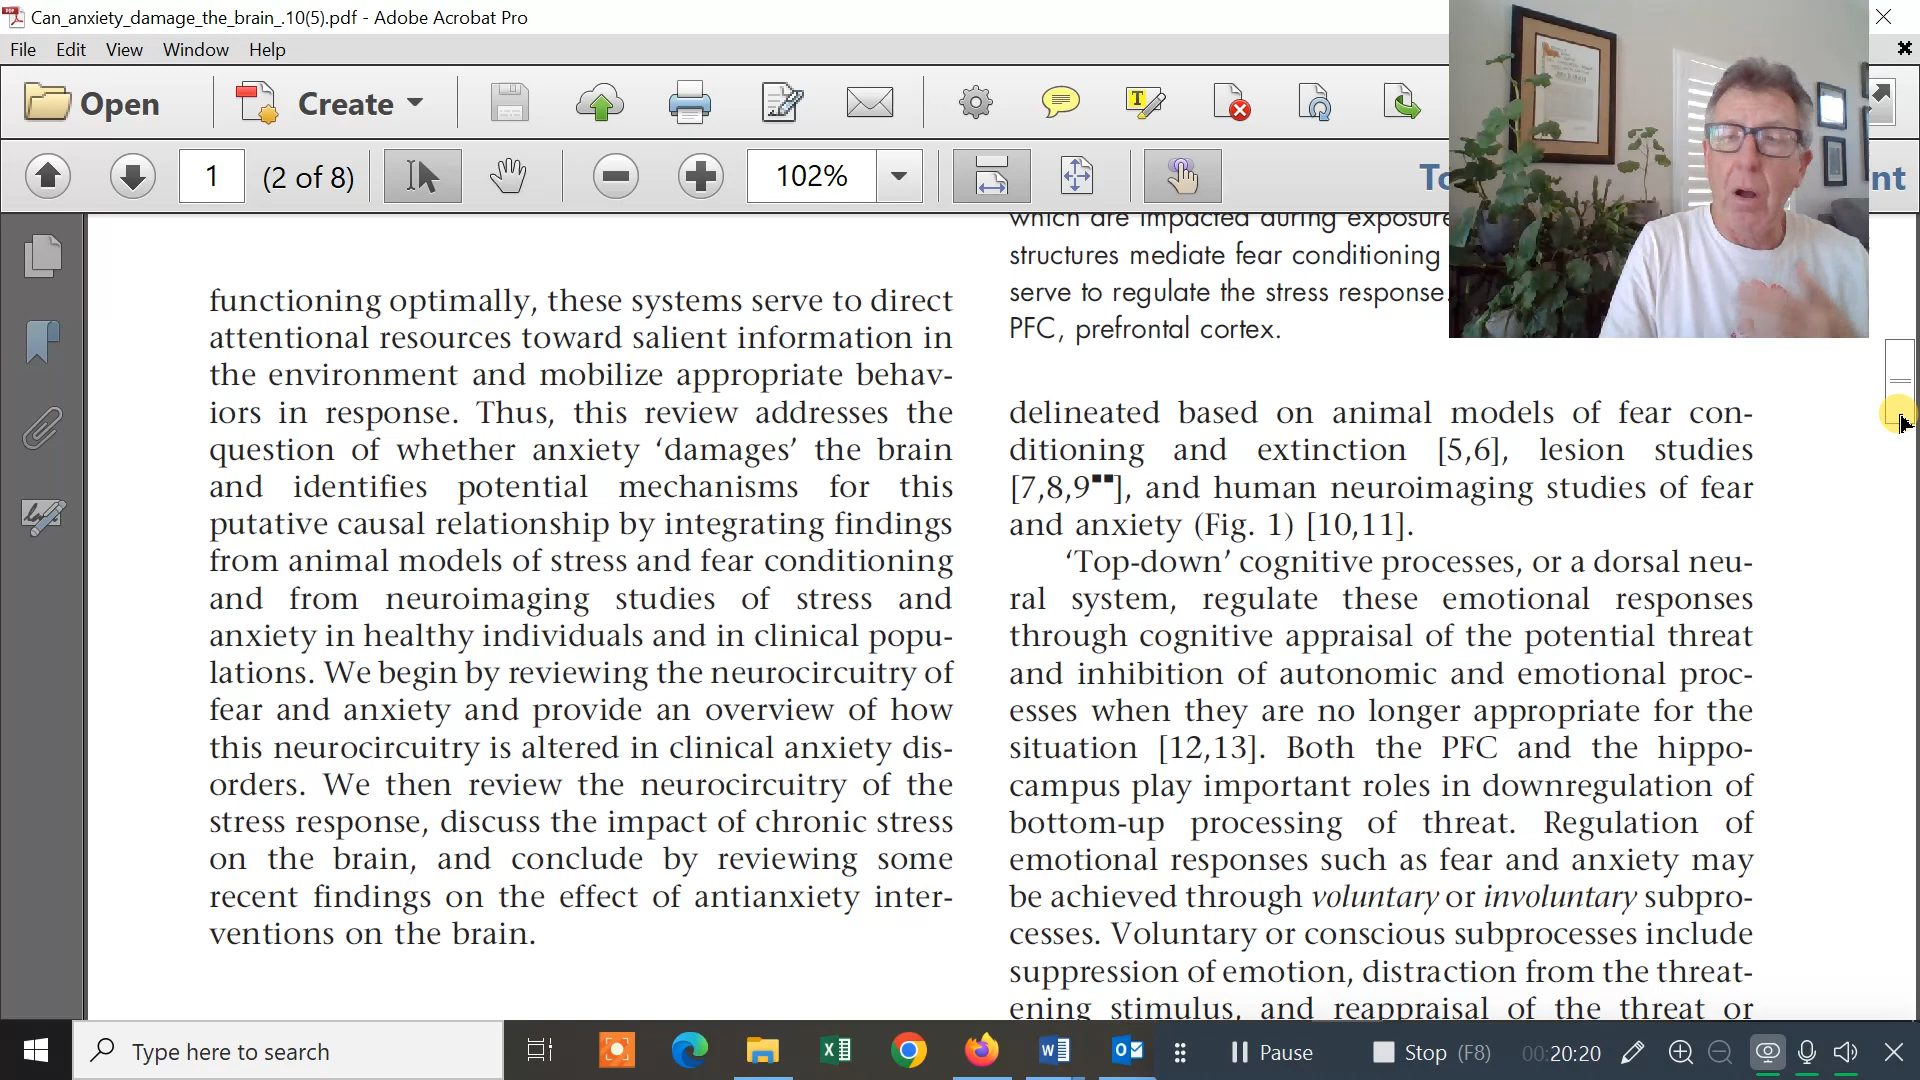 Can_anxiety_damage_the_brain_.10(5).pdf - Adobe Acrobat Pro
File Edit View Window Help
Open Create
1 (2 of 8) 102% nt
which are impacted during exposure
structures mediate fear conditioning
serve to regulate the stress response.
PFC, prefrontal cortex.
functioning optimally, these systems serve to direct
attentional resources toward salient information in
the environment and mobilize appropriate behav-
iors in response. Thus, this review addresses the
question of whether anxiety ‘damages’ the brain
and identifies potential mechanisms for this
putative causal relationship by integrating findings
from animal models of stress and fear conditioning
and from neuroimaging studies of stress and
anxiety in healthy individuals and in clinical popu-
lations. We begin by reviewing the neurocircuitry of
fear and anxiety and provide an overview of how
this neurocircuitry is altered in clinical anxiety dis-
orders. We then review the neurocircuitry of the
stress response, discuss the impact of chronic stress
on the brain, and conclude by reviewing some
recent findings on the effect of antianxiety inter-
ventions on the brain.
delineated based on animal models of fear con-
ditioning and extinction [5,6], lesion studies
[7,8,9▪▪], and human neuroimaging studies of fear
and anxiety (Fig. 1) [10,11].
‘Top-down’ cognitive processes, or a dorsal neu-
ral system, regulate these emotional responses
through cognitive appraisal of the potential threat
and inhibition of autonomic and emotional proc-
esses when they are no longer appropriate for the
situation [12,13]. Both the PFC and the hippo-
campus play important roles in downregulation of
bottom-up processing of threat. Regulation of
emotional responses such as fear and anxiety may
be achieved through voluntary or involuntary subpro-
cesses. Voluntary or conscious subprocesses include
suppression of emotion, distraction from the threat-
ening stimulus, and reappraisal of the threat or
Type here to search
Pause Stop (F8) 00:20:20